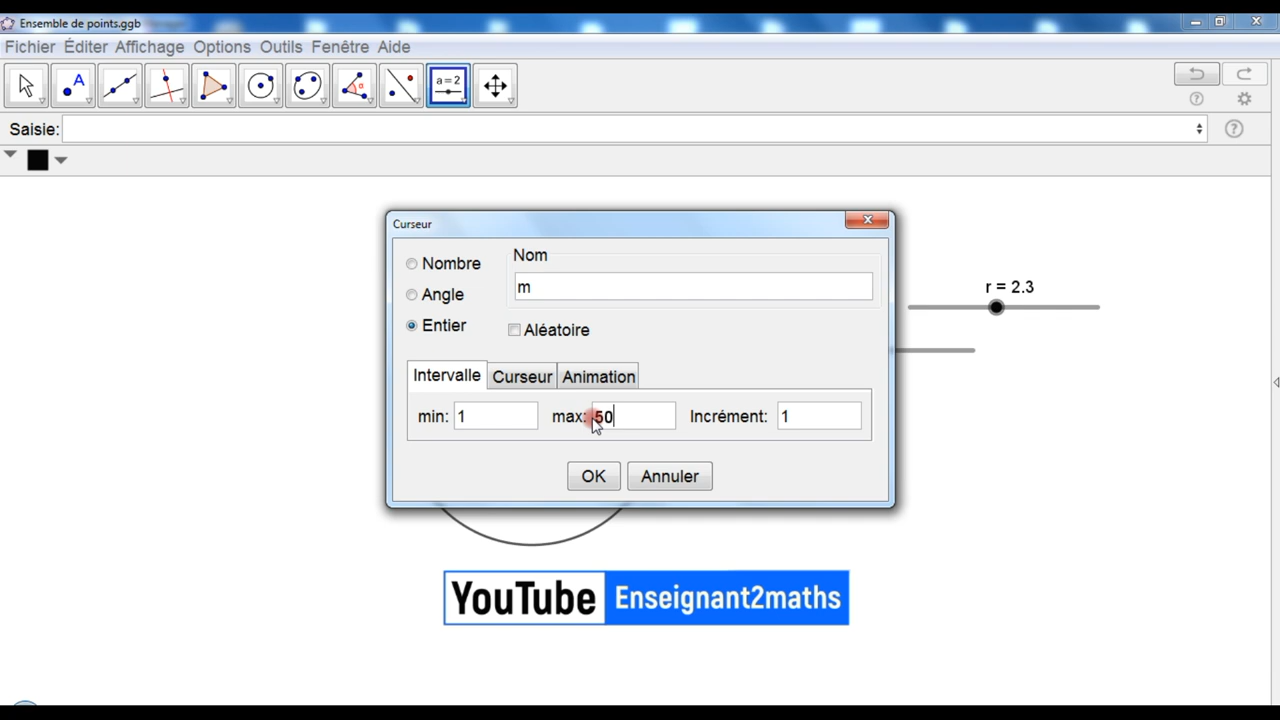 Ensemble de points.ggb
Fichier Éditer Affichage Options Outils Fenêtre Aide
A
α
a=2
Saisie:
Curseur
Nombre
Angle
Entier
Nom
m
Aléatoire
r = 2.3
Intervalle Curseur Animation
min: 1 max: 50 Incrément: 1
OK Annuler
YouTube Enseignant2maths